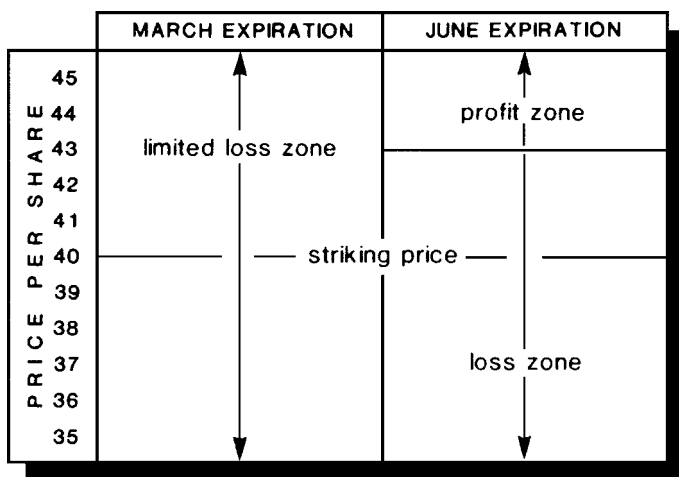 MARCH EXPIRATION
JUNE EXPIRATION
PRICE PER SHARE
45
44
43
42
41
40
39
38
37
36
35
limited loss zone
profit zone
striking price
loss zone